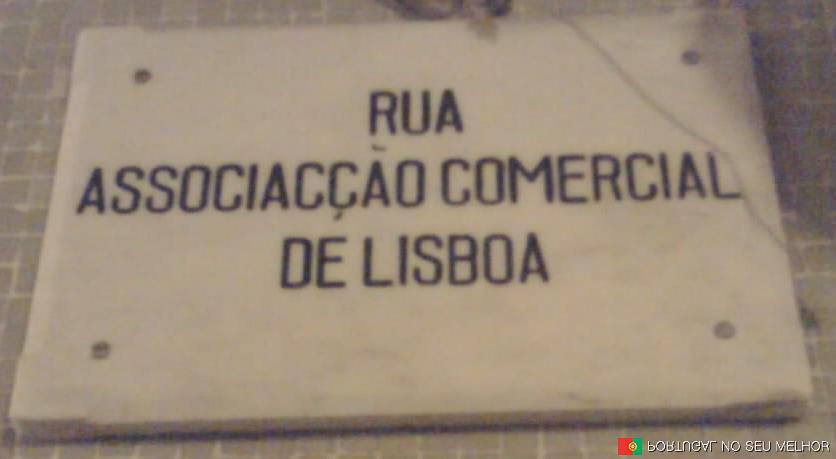 RUA
ASSOCIACÇÃO COMERCIAL
DE LISBOA
PORTUGAL NO SEU MELHOR